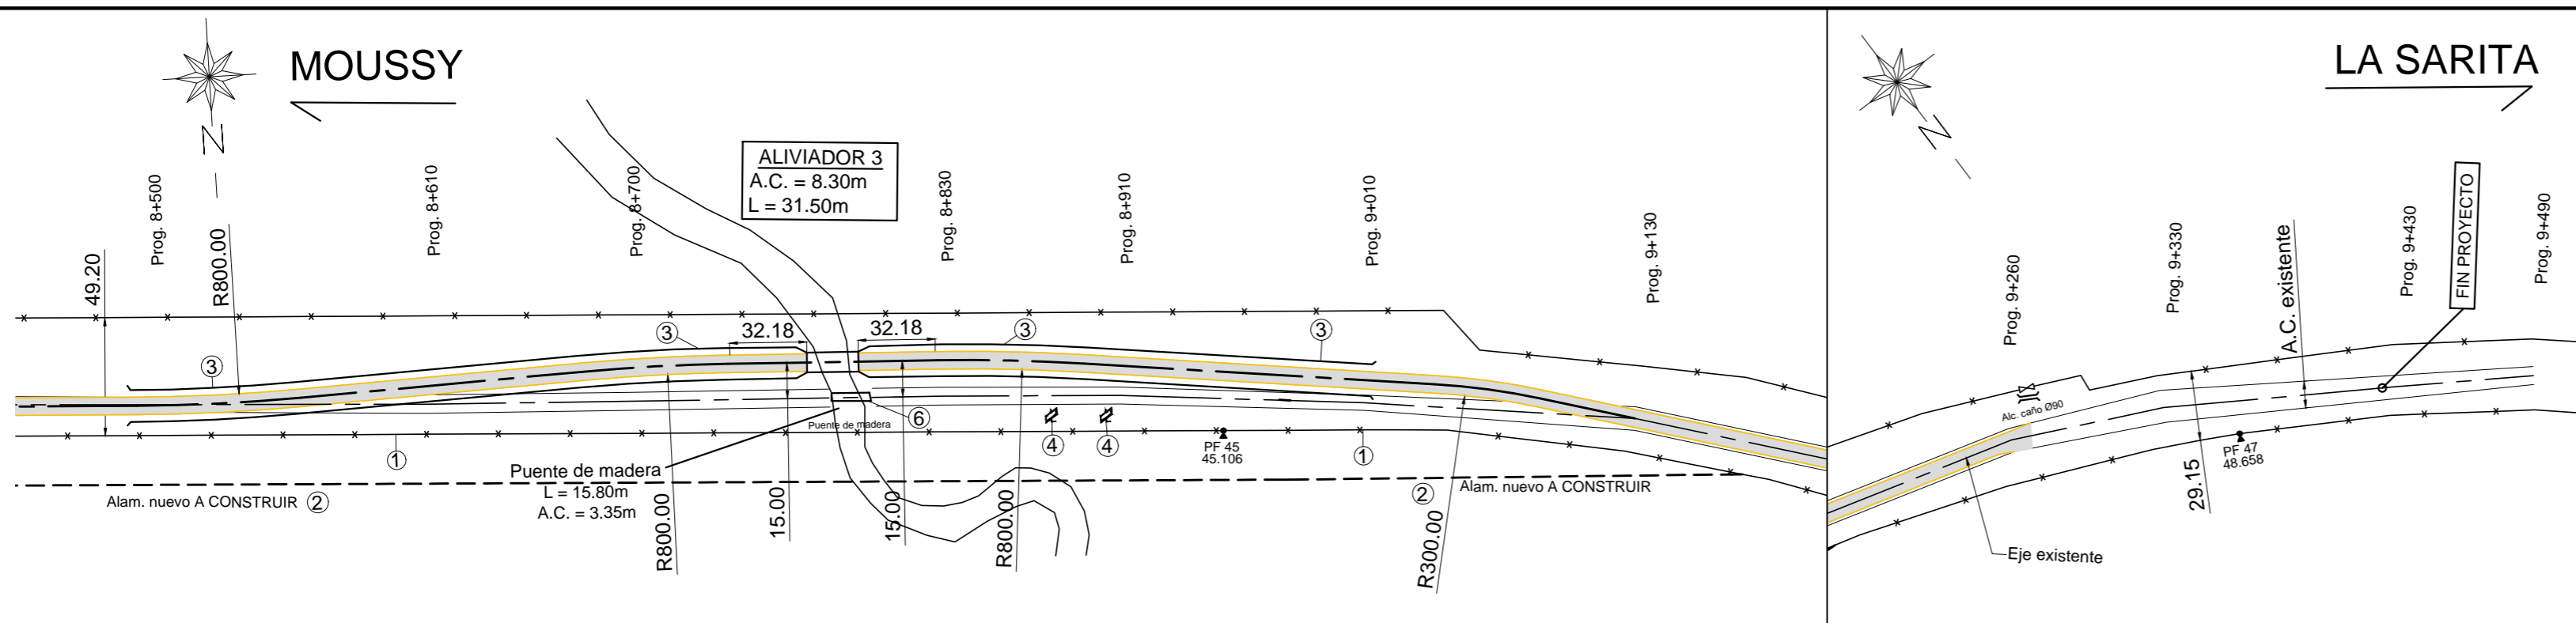 MOUSSY
LA SARITA
N
N
ALIVIADOR 3
A.C. = 8.30m
L = 31.50m
Prog. 8+500
Prog. 8+610
Prog. 8+700
Prog. 8+830
Prog. 8+910
Prog. 9+010
Prog. 9+130
Prog. 9+260
Prog. 9+330
Prog. 9+430
Prog. 9+490
FIN PROYECTO
A.C. existente
49.20
R800.00
3
3
32.18
32.18
3
3
Alc. caño Ø90
Puente de madera
6
4
4
1
1
PF 45
45.106
PF 47
48.658
29.15
Puente de madera
L = 15.80m
A.C. = 3.35m
Alam. nuevo A CONSTRUIR 2
2 Alam. nuevo A CONSTRUIR
R800.00
15.00
15.00
R800.00
R300.00
Eje existente